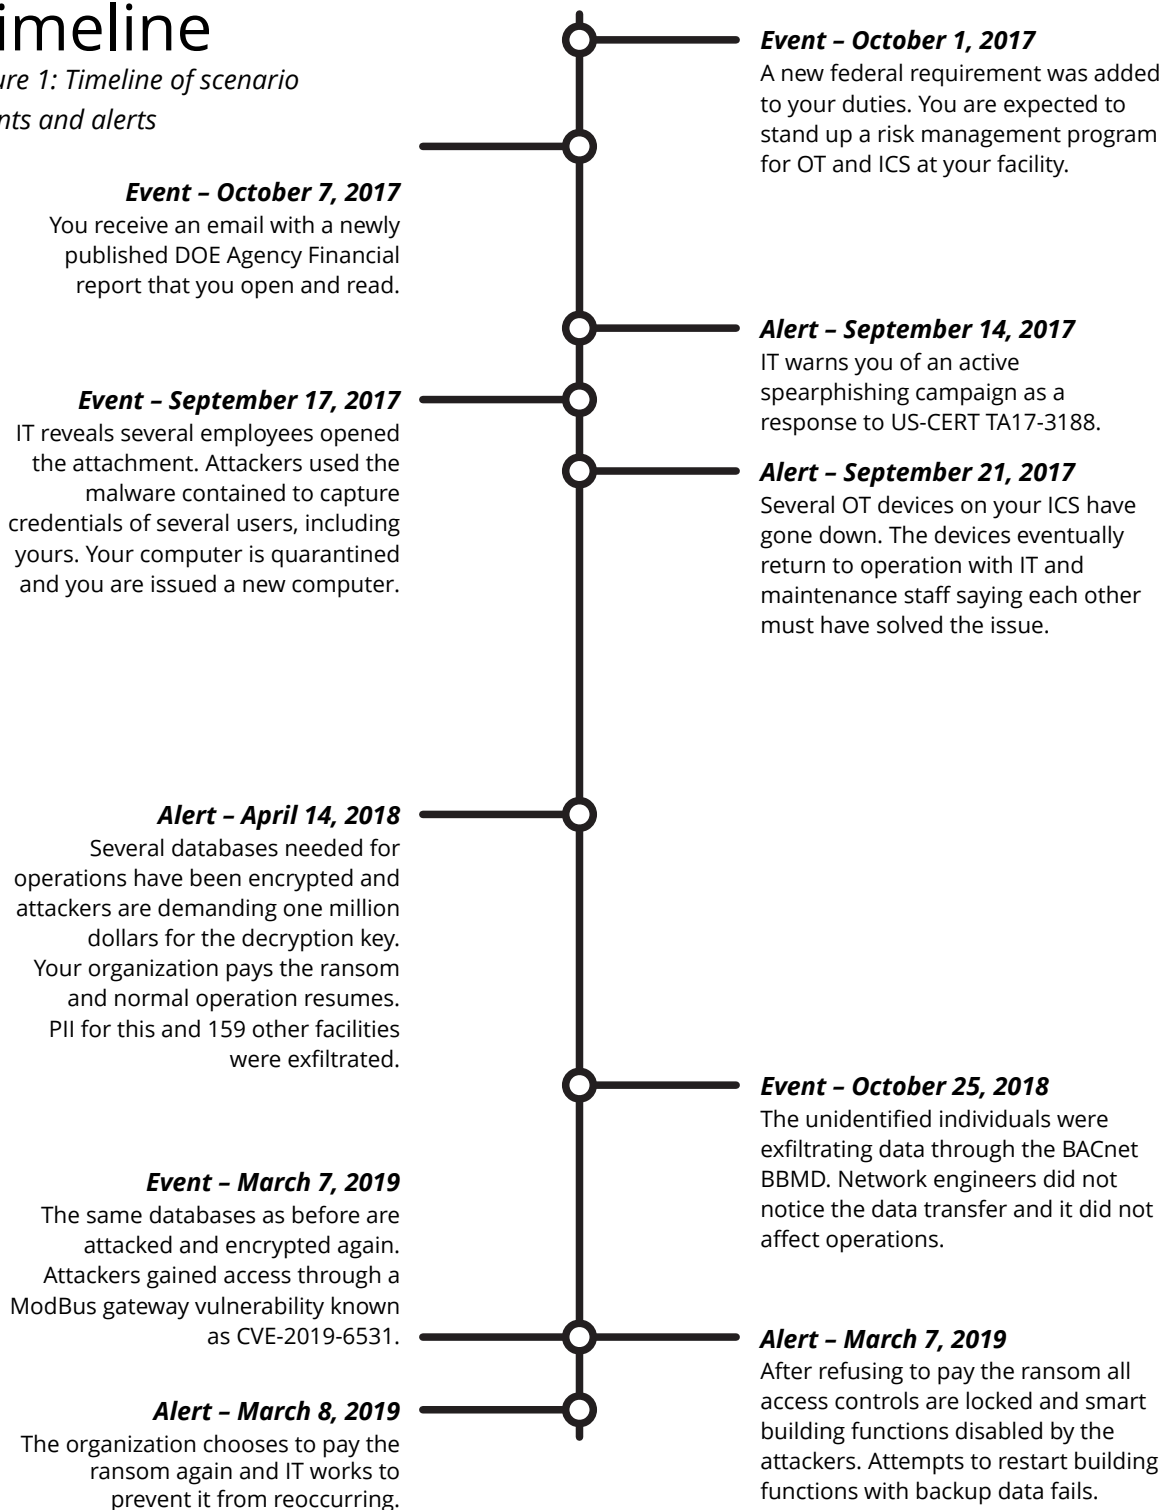 imeline
ure 1: Timeline of scenario
nts and alerts
Event – October 1, 2017
A new federal requirement was added
to your duties. You are expected to
stand up a risk management program
for OT and ICS at your facility.
Event – October 7, 2017
You receive an email with a newly
published DOE Agency Financial
report that you open and read.
Alert – September 14, 2017
IT warns you of an active
spearphishing campaign as a
response to US-CERT TA17-3188.
Event – September 17, 2017
IT reveals several employees opened
the attachment. Attackers used the
malware contained to capture
credentials of several users, including
yours. Your computer is quarantined
and you are issued a new computer.
Alert – September 21, 2017
Several OT devices on your ICS have
gone down. The devices eventually
return to operation with IT and
maintenance staff saying each other
must have solved the issue.
Alert – April 14, 2018
Several databases needed for
operations have been encrypted and
attackers are demanding one million
dollars for the decryption key.
Your organization pays the ransom
and normal operation resumes.
PII for this and 159 other facilities
were exfiltrated.
Event – October 25, 2018
The unidentified individuals were
exfiltrating data through the BACnet
BBMD. Network engineers did not
notice the data transfer and it did not
affect operations.
Event – March 7, 2019
The same databases as before are
attacked and encrypted again.
Attackers gained access through a
ModBus gateway vulnerability known
as CVE-2019-6531.
Alert – March 7, 2019
After refusing to pay the ransom all
access controls are locked and smart
building functions disabled by the
attackers. Attempts to restart building
functions with backup data fails.
Alert – March 8, 2019
The organization chooses to pay the
ransom again and IT works to
prevent it from reoccurring.